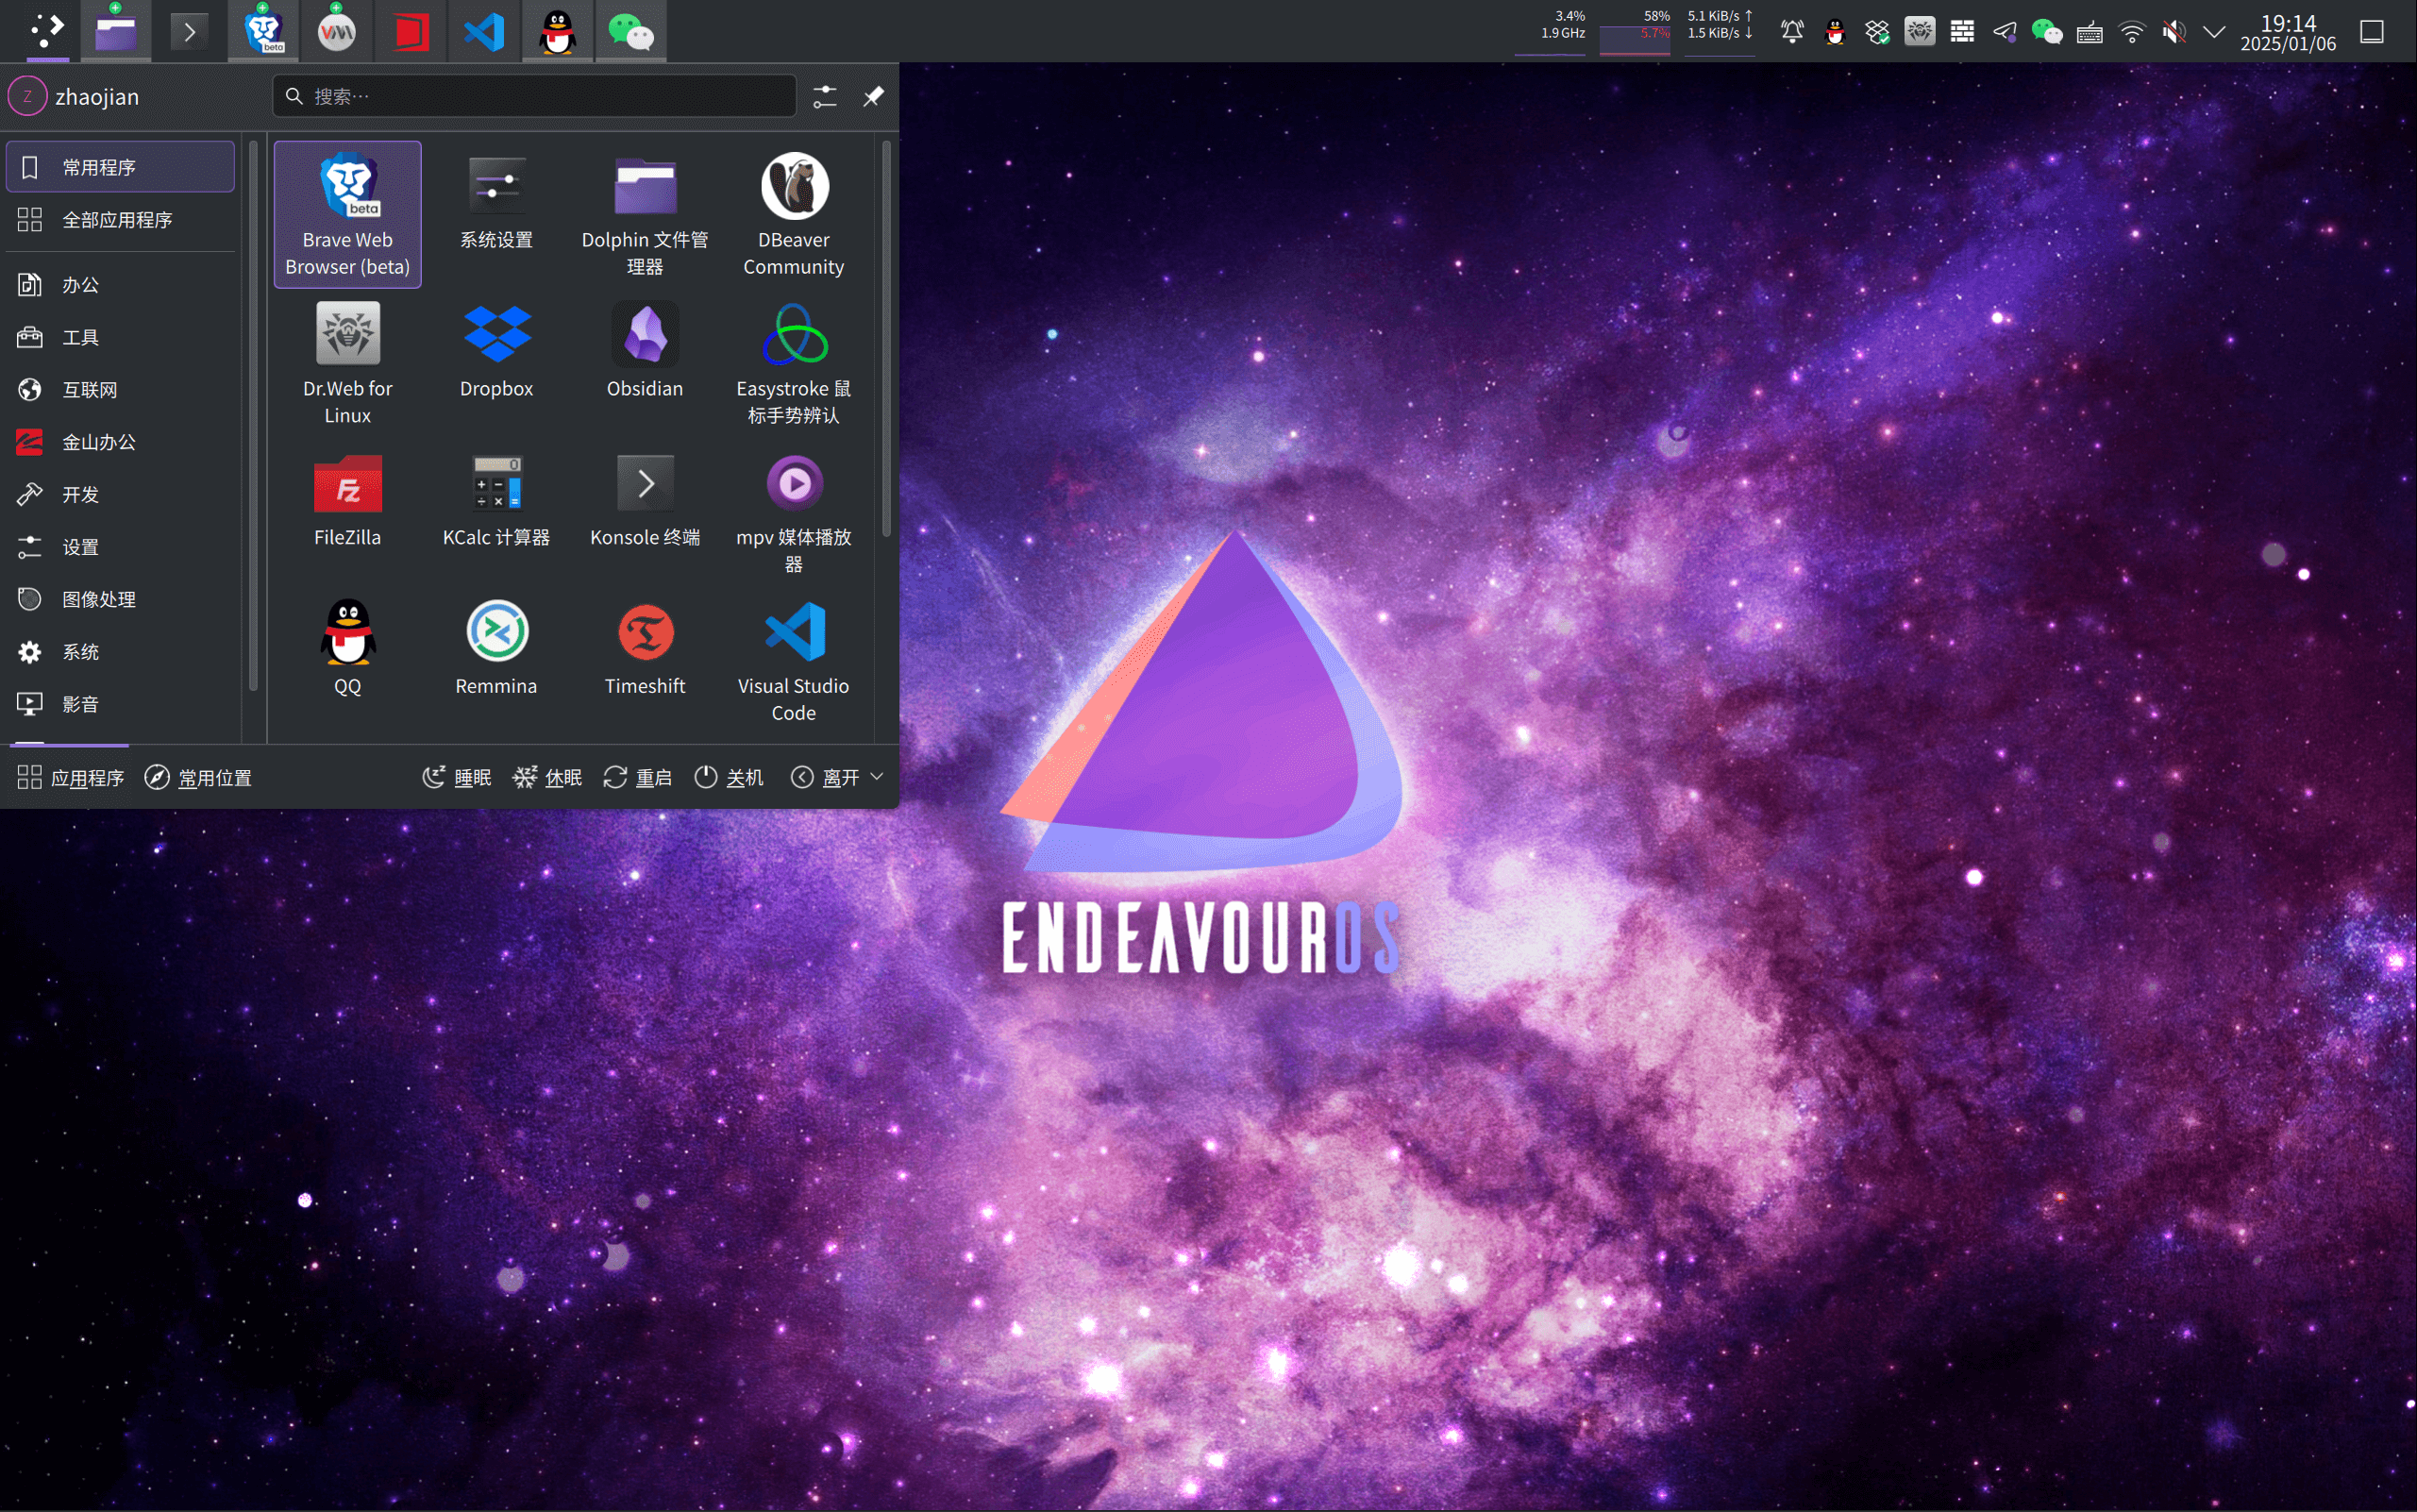 beta
VM
3.4%
1.9 GHz
58%
5.7%
5.1 KiB/s ↑
1.5 KiB/s ↓
19:14
2025/01/06
Z
zhaojian
搜索…
常用程序
全部应用程序
办公
工具
互联网
金山办公
开发
设置
图像处理
系统
影音
beta
Brave Web
Browser (beta)
系统设置
Dolphin 文件管
理器
DBeaver
Community
Dr.Web for
Linux
Dropbox
Obsidian
Easystroke 鼠
标手势辨认
Fz
FileZilla
0
KCalc 计算器
Konsole 终端
mpv 媒体播放
器
QQ
Remmina
Timeshift
Visual Studio
Code
应用程序
常用位置
睡眠
休眠
重启
关机
离开
ENDEAVOUROS